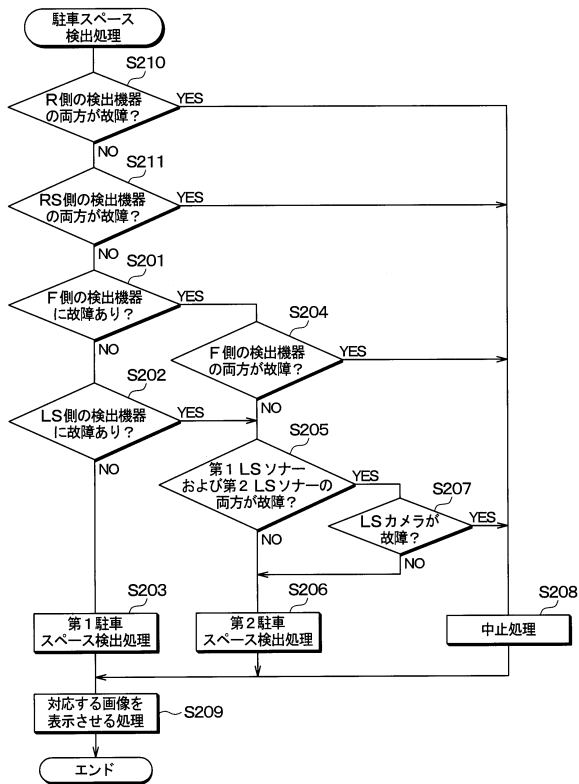 駐車スペース
検出処理
S210
R側の検出機器
の両方が故障?
YES
NO
S211
RS側の検出機器
の両方が故障?
YES
NO
S201
F側の検出機器
に故障あり?
YES
NO
S204
F側の検出機器
の両方が故障?
YES
NO
S202
LS側の検出機器
に故障あり?
YES
NO
S205
第1LSソナー
および第2LSソナーの
両方が故障?
YES
NO
S207
LSカメラが
故障?
YES
NO
S203
第1駐車
スペース検出処理
S206
第2駐車
スペース検出処理
S208
中止処理
対応する画像を
表示させる処理
S209
エンド